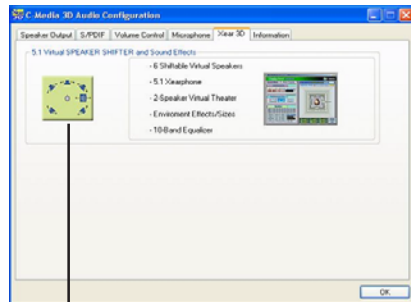 C-Media 3D Audio Configuration
Speaker Output S/PDIF Volume Control Microphone Xear 3D Information
5.1 Virtual SPEAKER SHIFTER and Sound Effects
- 6 Shiftable Virtual Speakers
- 5.1 Xearphone
- 2-Speaker Virtual Theater
- Enviroment Effects/Sizes
- 10-Band Equalizer
OK